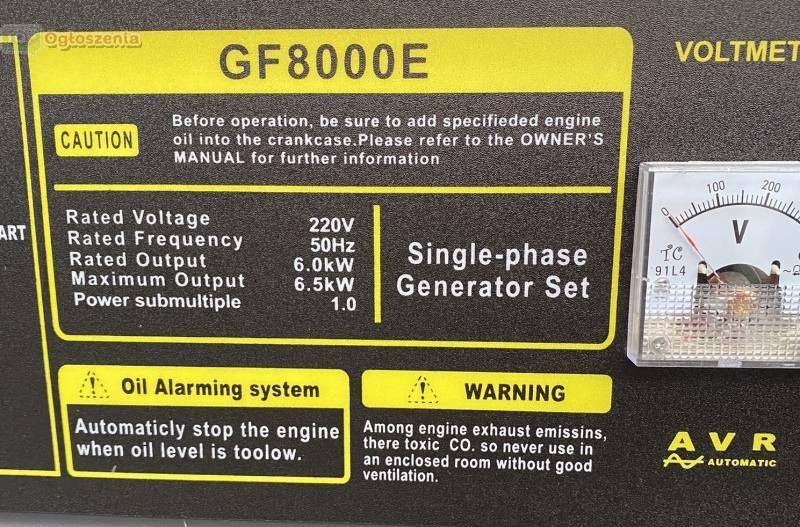 Ogłoszenia
GF8000E
VOLTMET
CAUTION
Before operation, be sure to add specifieded engine
oil into the crankcase.Please refer to the OWNER'S
MANUAL for further information
ART
Rated Voltage 220V
Rated Frequency 50Hz
Rated Output 6.0kW
Maximum Output 6.5kW
Power submultiple 1.0
Single-phase
Generator Set
0 100 200
V
TC
91L4
Oil Alarming system
Automaticly stop the engine
when oil level is toolow.
WARNING
Among engine exhaust emissins,
there toxic CO. so never use in
an enclosed room without good
ventilation.
AVR
AUTOMATIC